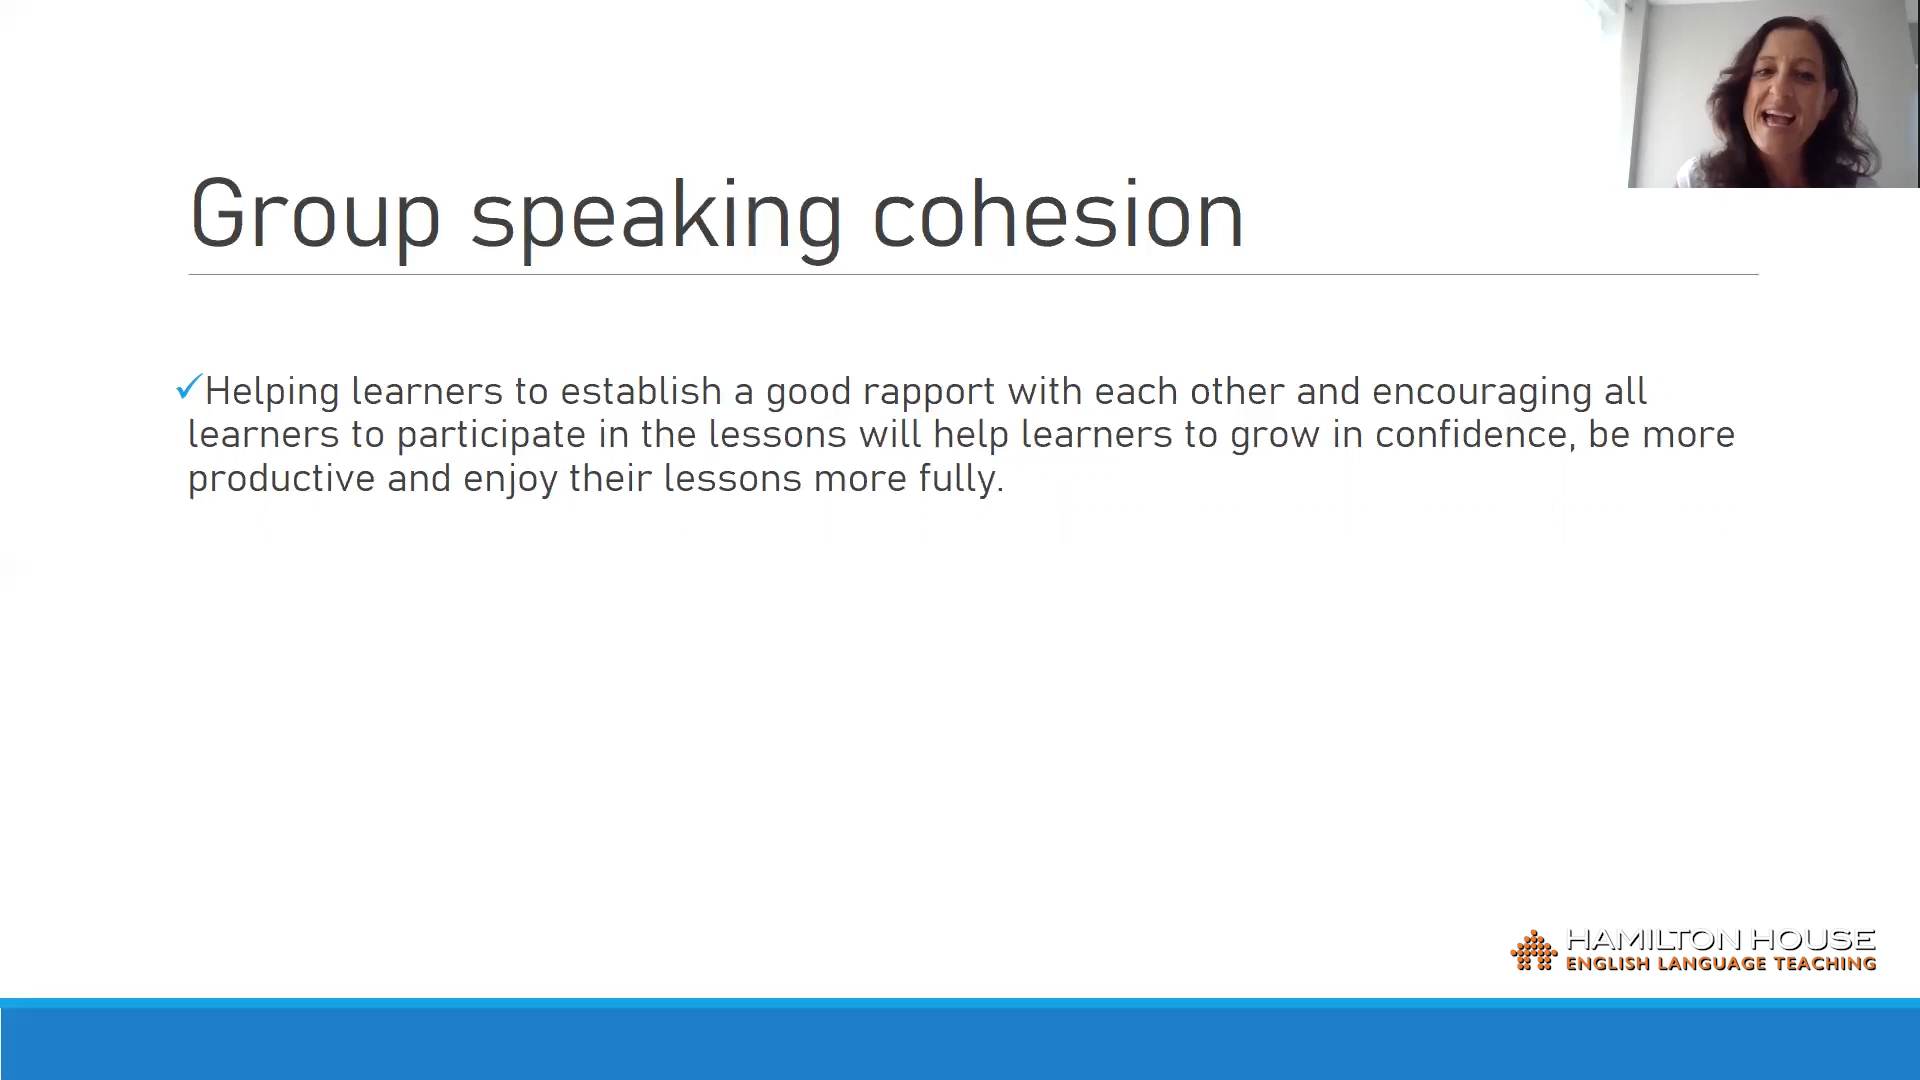 Group speaking cohesion
✓Helping learners to establish a good rapport with each other and encouraging all
learners to participate in the lessons will help learners to grow in confidence, be more
productive and enjoy their lessons more fully.
HAMILTON HOUSE
ENGLISH LANGUAGE TEACHING